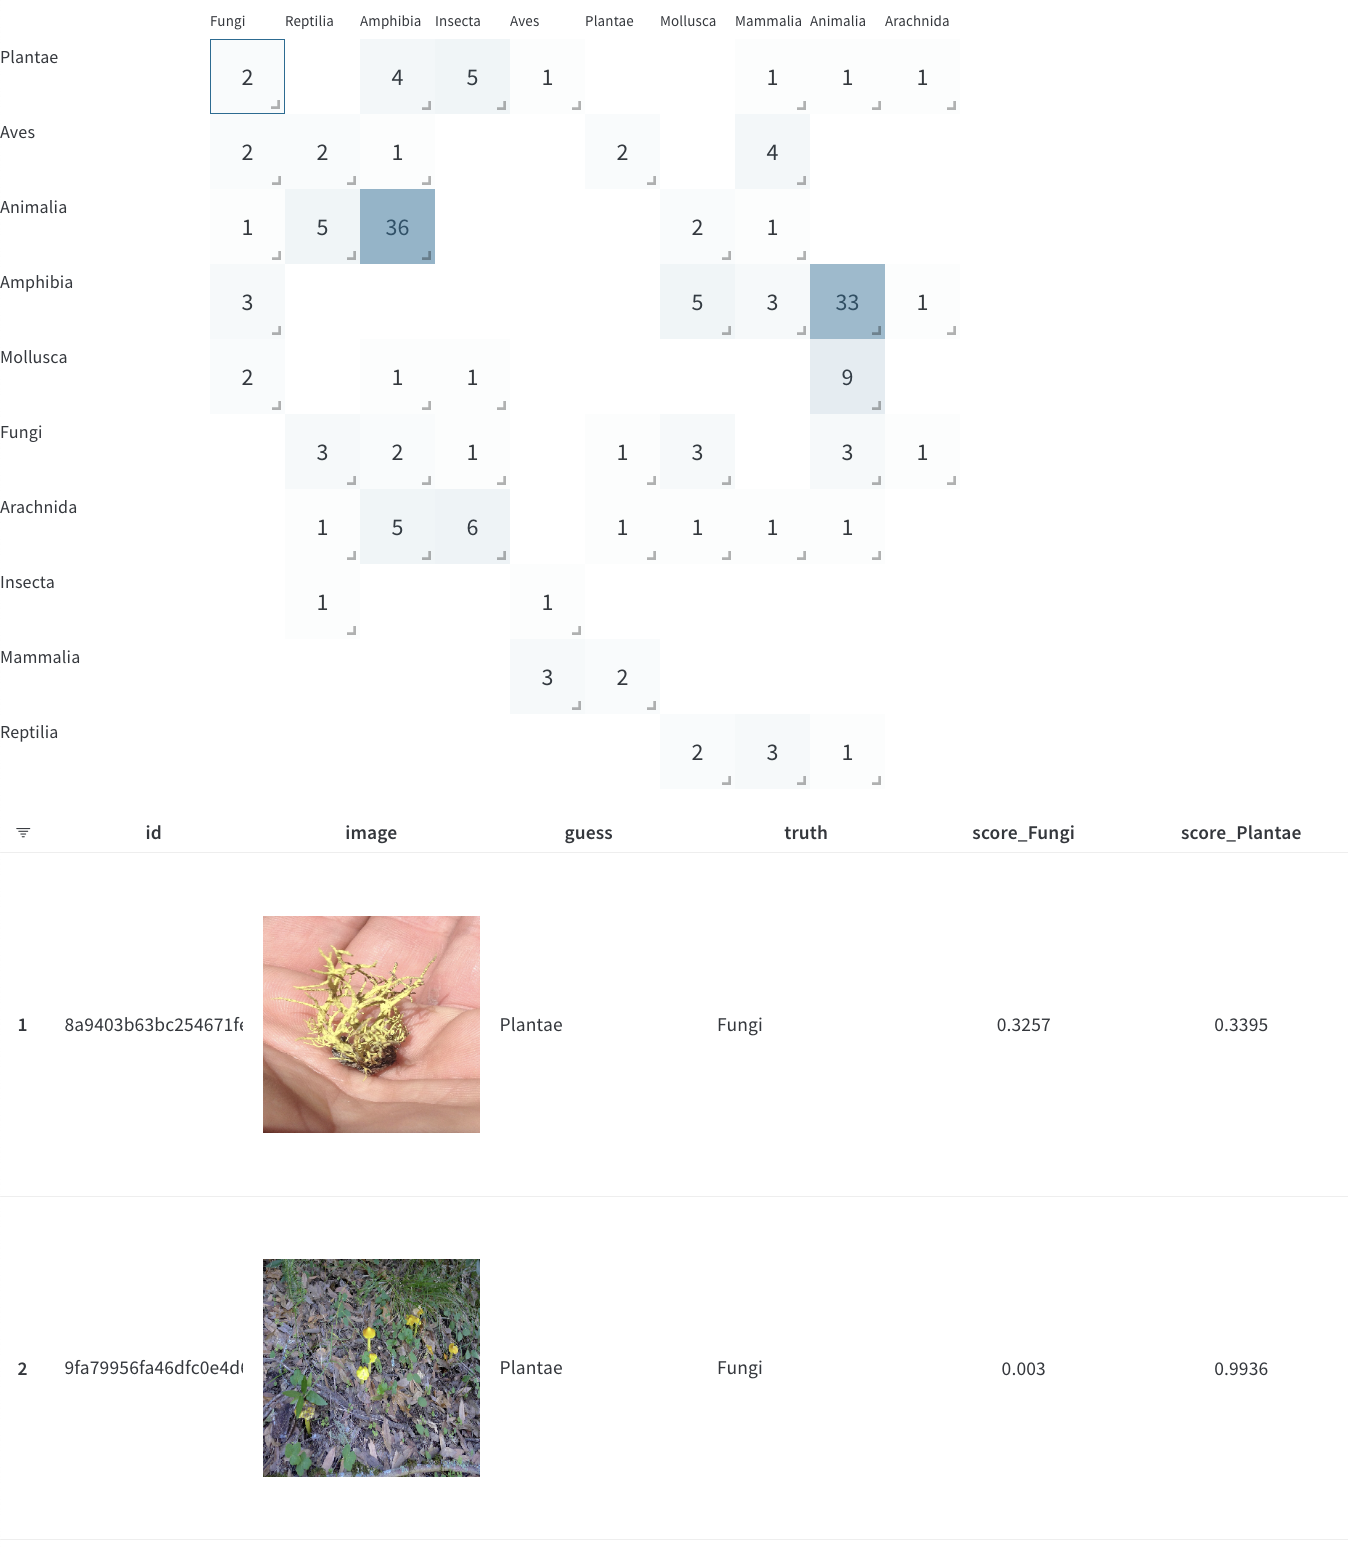 Fungi Reptilia Amphibia Insecta Aves Plantae Mollusca Mammalia Animalia Arachnida
Plantae 2 4 5 1 1 1 1
Aves 2 2 1 2 4
Animalia 1 5 36 2 1
Amphibia 3 5 3 33 1
Mollusca 2 1 1 9
Fungi 3 2 1 1 3 3 1
Arachnida 1 5 6 1 1 1 1
Insecta 1 1
Mammalia 3 2
Reptilia 2 3 1
id image guess truth score_Fungi score_Plantae
1 8a9403b63bc254671f Plantae Fungi 0.3257 0.3395
2 9fa79956fa46dfc0e4d Plantae Fungi 0.003 0.9936